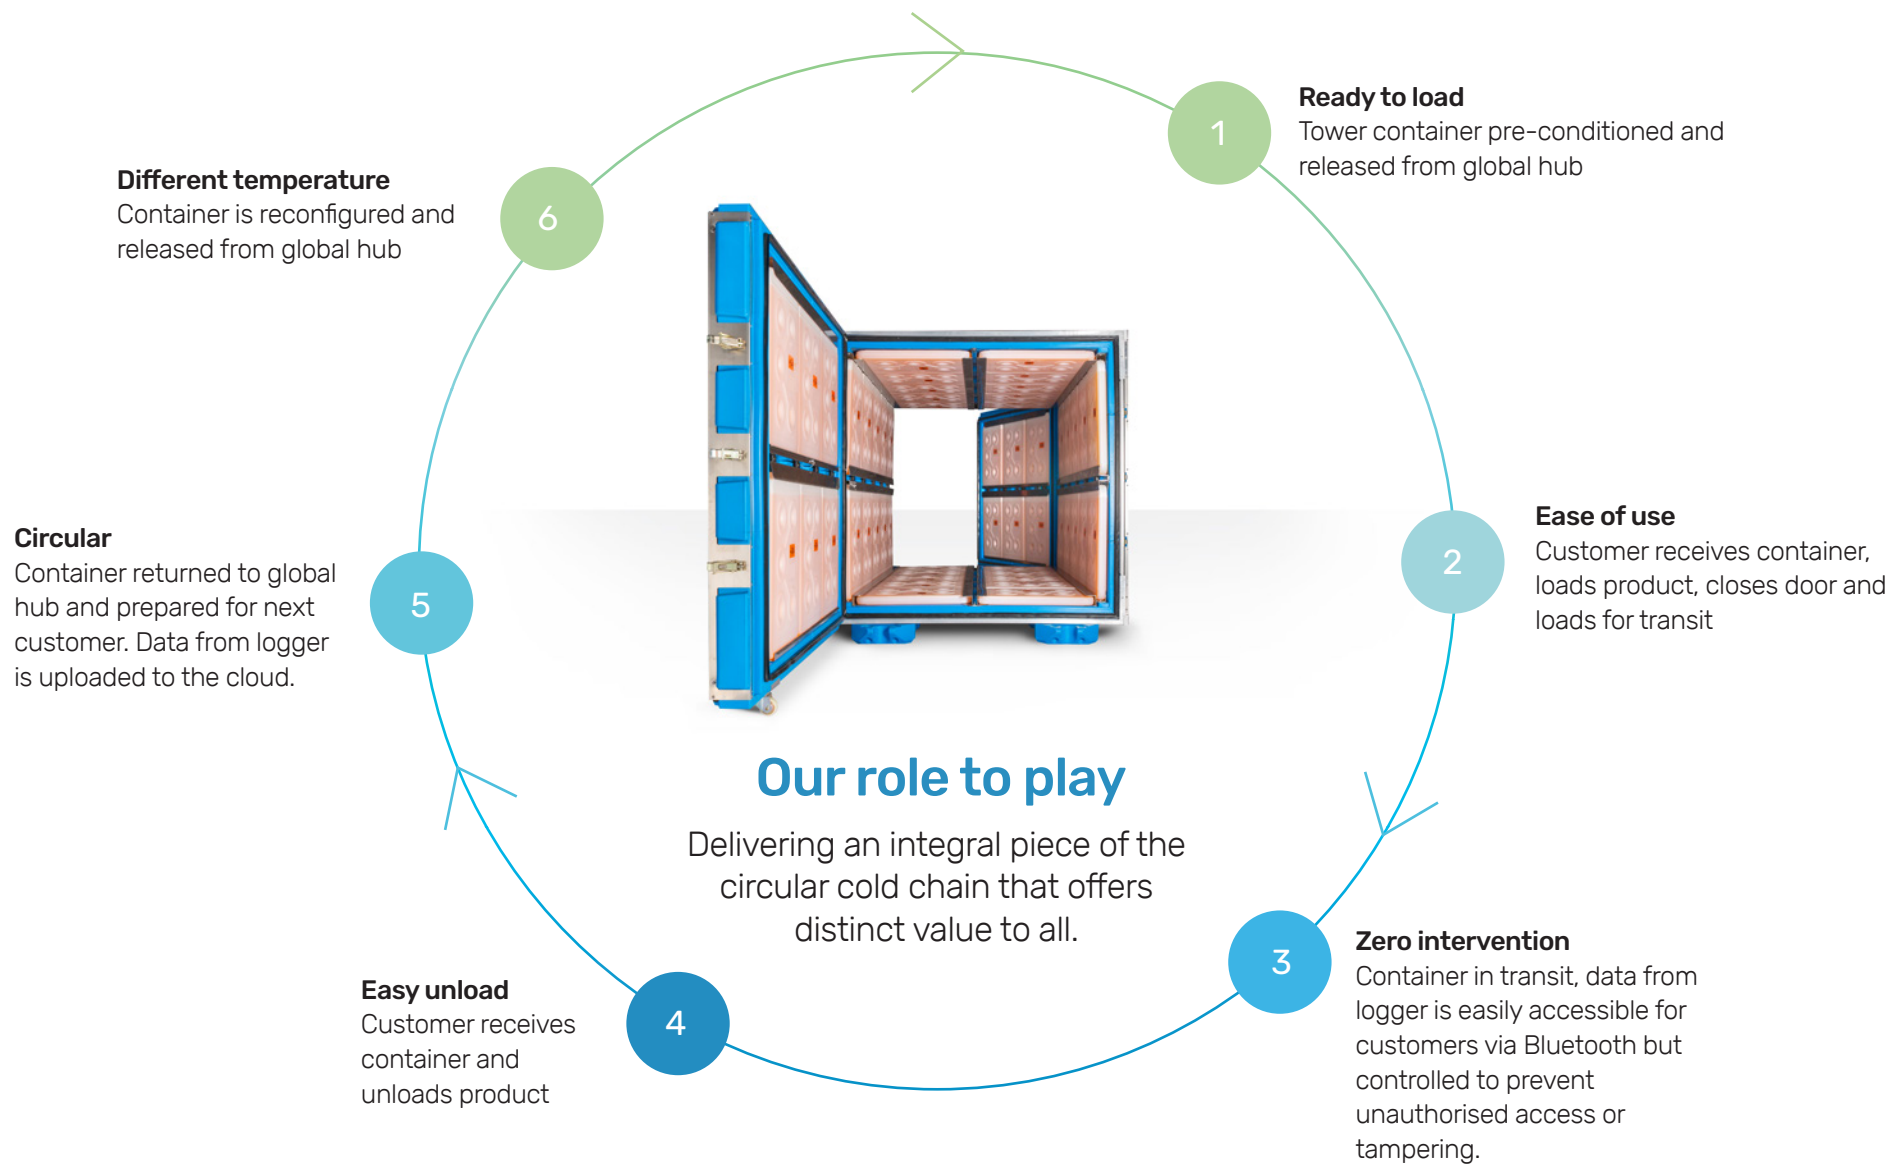 1
Ready to load
Tower container pre-conditioned and
released from global hub
2
Ease of use
Customer receives container,
loads product, closes door and
loads for transit
3
Zero intervention
Container in transit, data from
logger is easily accessible for
customers via Bluetooth but
controlled to prevent
unauthorised access or
tampering.
4
Easy unload
Customer receives
container and
unloads product
5
Circular
Container returned to global
hub and prepared for next
customer. Data from logger
is uploaded to the cloud.
6
Different temperature
Container is reconfigured and
released from global hub
Our role to play
Delivering an integral piece of the
circular cold chain that offers
distinct value to all.